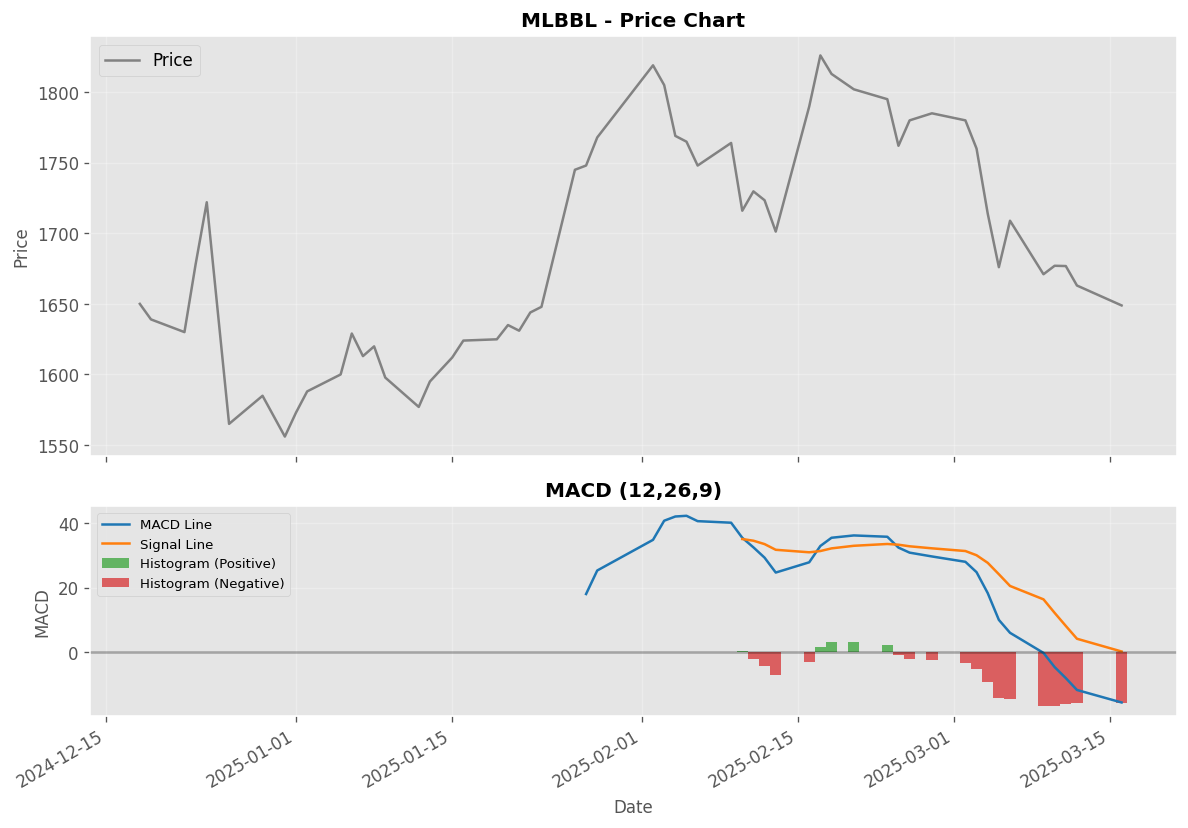 MLBBL - Price Chart
Price
1800
1750
1700
1650
1600
1550
Price
MACD (12,26,9)
MACD Line
Signal Line
Histogram (Positive)
Histogram (Negative)
40
20
0
MACD
2024-12-15
2025-01-01
2025-01-15
2025-02-01
2025-02-15
2025-03-01
2025-03-15
Date